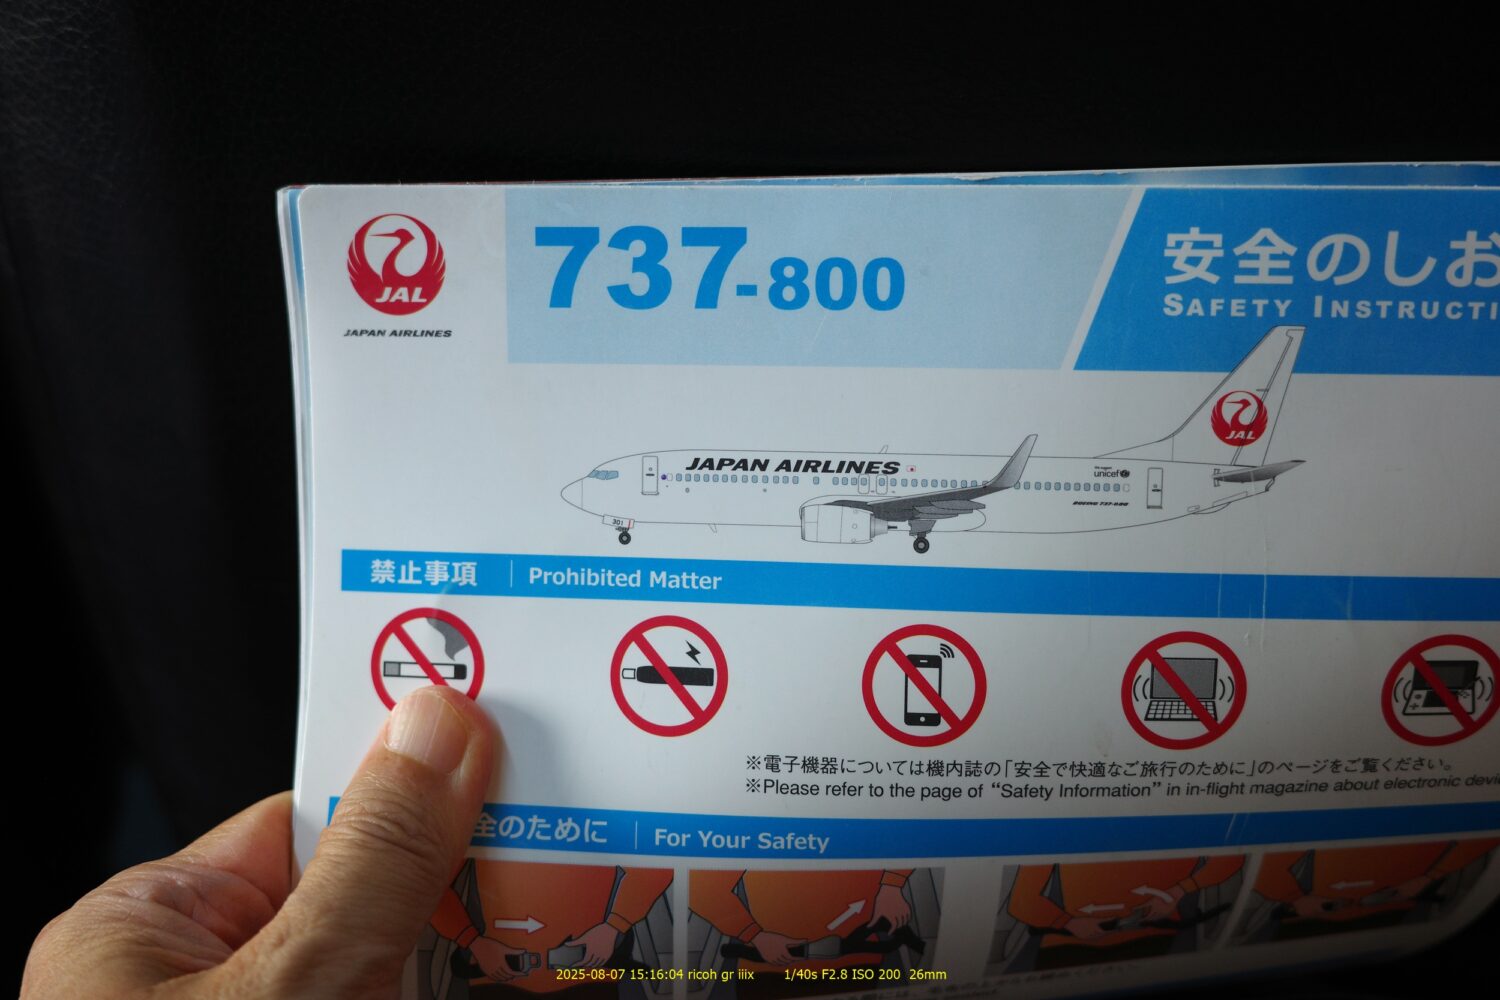 JAL
JAPAN AIRLINES
737-800
安全のしお
SAFETY INSTRUCTI
JAPAN AIRLINES
unicef
BOEING 737-800
301
JAL
禁止事項 | Prohibited Matter
※電子機器については機内誌の「安全で快適なご旅行のために」のページをご覧ください。
※Please refer to the page of “Safety Information” in in-flight magazine about electronic devi
全のために | For Your Safety
2025-08-07 15:16:04 ricoh gr iiix 1/40s F2.8 ISO 200 26mm